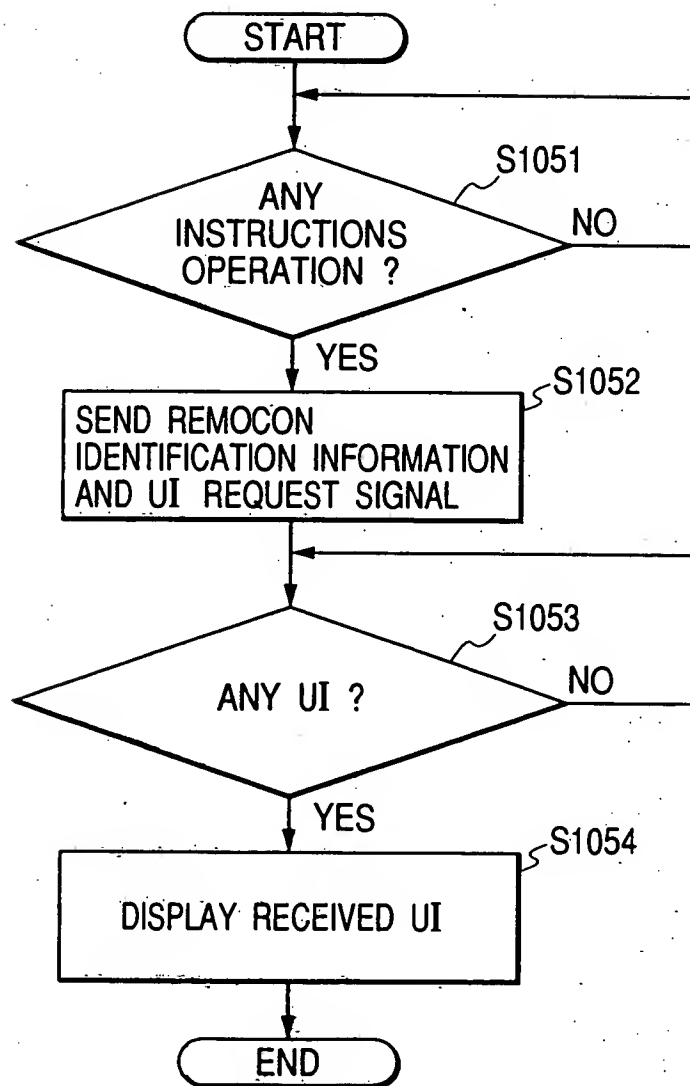 START
S1051
ANY
INSTRUCTIONS
OPERATION ?
NO
YES
S1052
SEND REMOCON
IDENTIFICATION INFORMATION
AND UI REQUEST SIGNAL
S1053
ANY UI ?
NO
YES
S1054
DISPLAY RECEIVED UI
END